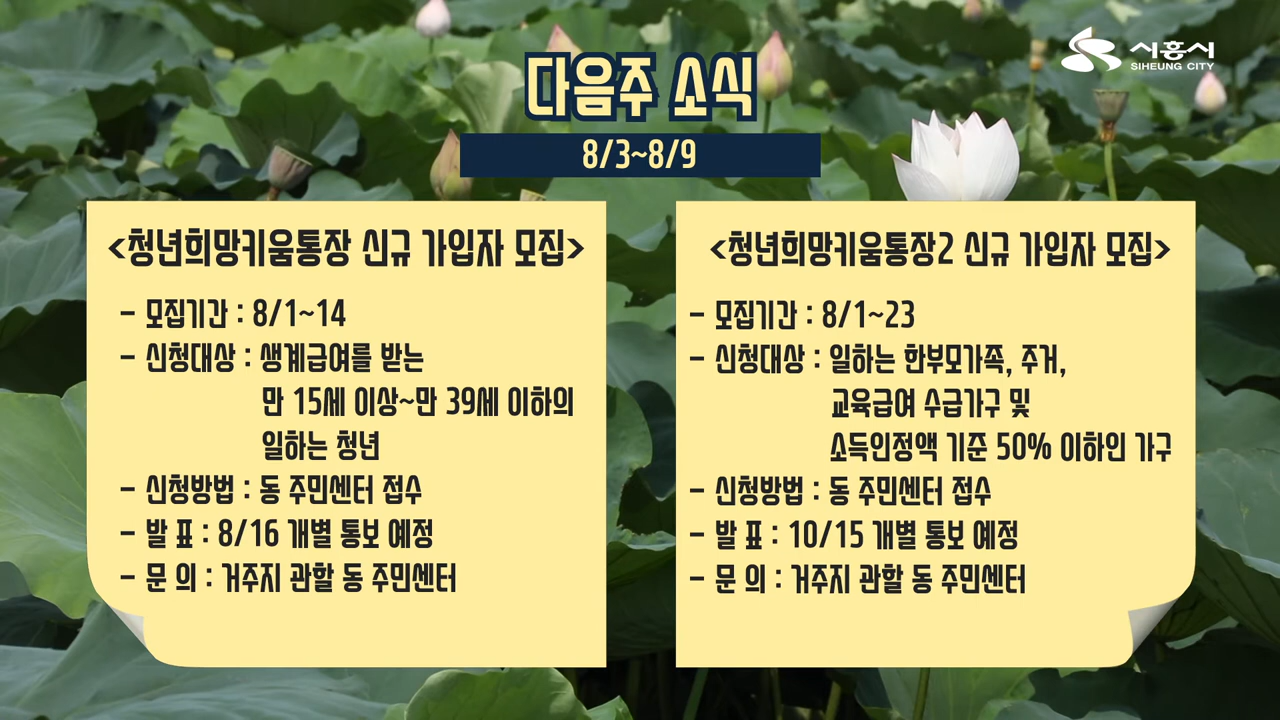 다음주 소식
시흥시
SIHEUNG CITY
8/3~8/9
<청년희망키움통장 신규 가입자 모집>
- 모집기간 : 8/1~14
- 신청대상 : 생계급여를 받는
만 15세 이상~만 39세 이하의
일하는 청년
- 신청방법 : 동 주민센터 접수
- 발 표 : 8/16 개별 통보 예정
- 문 의 : 거주지 관할 동 주민센터
<청년희망키움통장2 신규 가입자 모집>
- 모집기간 : 8/1~23
- 신청대상 : 일하는 한부모가족, 주거,
교육급여 수급가구 및
소득인정액 기준 50% 이하인 가구
- 신청방법 : 동 주민센터 접수
- 발 표 : 10/15 개별 통보 예정
- 문 의 : 거주지 관할 동 주민센터